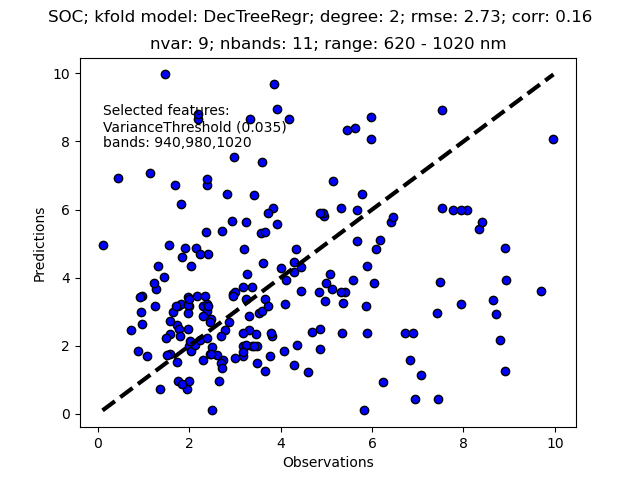 SOC; kfold model: DecTreeRegr; degree: 2; rmse: 2.73; corr: 0.16
nvar: 9; nbands: 11; range: 620 - 1020 nm
10
Selected features:
VarianceThreshold (0.035)
bands: 940,980,1020
8
6
4
2
0
Predictions
0 2 4 6 8 10
Observations